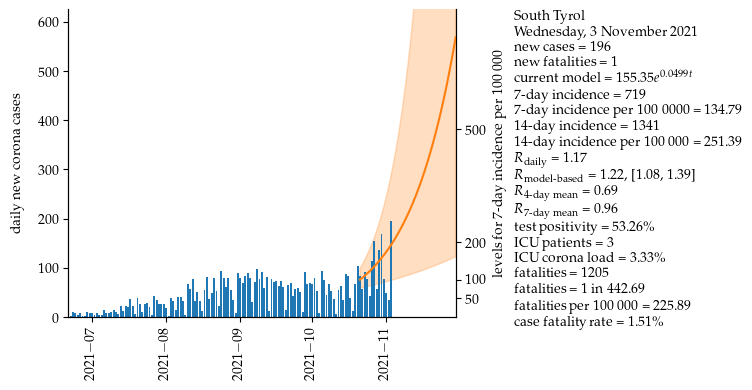 daily new corona cases
600
500
400
300
200
100
0
2021−07
2021−08
2021−09
2021−10
2021−11
500
200
100
50
levels for 7-day incidence per 100 000
South Tyrol
Wednesday, 3 November 2021
new cases = 196
new fatalities = 1
current model = 155.35e^0.0499t
7-day incidence = 719
7-day incidence per 100 0000 = 134.79
14-day incidence = 1341
14-day incidence per 100 000 = 251.39
R daily = 1.17
R model-based = 1.22, [1.08, 1.39]
R 4-day mean = 0.69
R 7-day mean = 0.96
test positivity = 53.26%
ICU patients = 3
ICU corona load = 3.33%
fatalities = 1205
fatalities = 1 in 442.69
fatalities per 100 000 = 225.89
case fatality rate = 1.51%